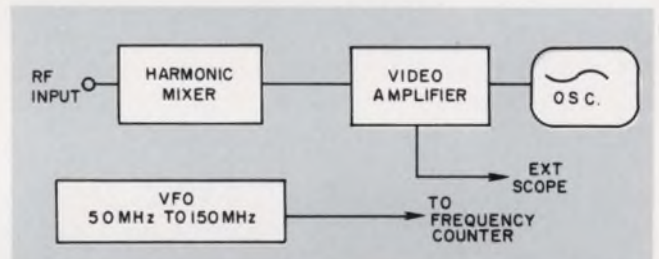 RF
INPUT
HARMONIC
MIXER
VIDEO
AMPLIFIER
OSC.
EXT
SCOPE
VFO
50 MHz TO 150 MHz
TO
FREQUENCY
COUNTER